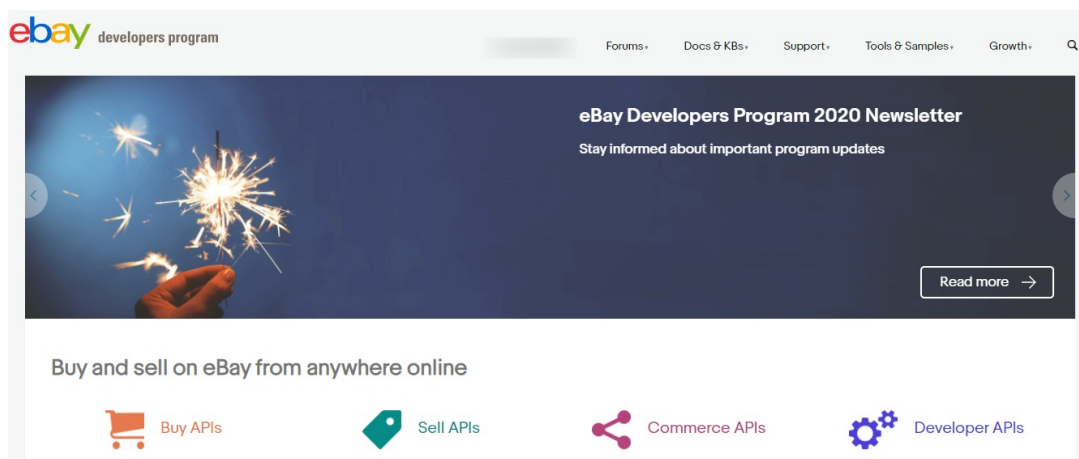 ebay developers program
Forums Docs & KBs Support Tools & Samples Growth
eBay Developers Program 2020 Newsletter
Stay informed about important program updates
Read more
Buy and sell on eBay from anywhere online
Buy APIs Sell APIs Commerce APIs Developer APIs